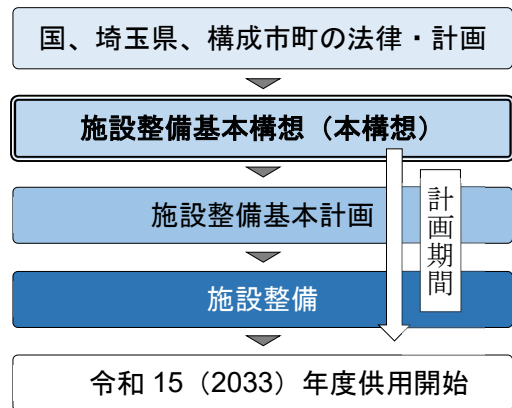 国、埼玉県、構成市町の法律・計画
施設整備基本構想（本構想）
施設整備基本計画
計画期間
施設整備
令和 15（2033）年度供用開始